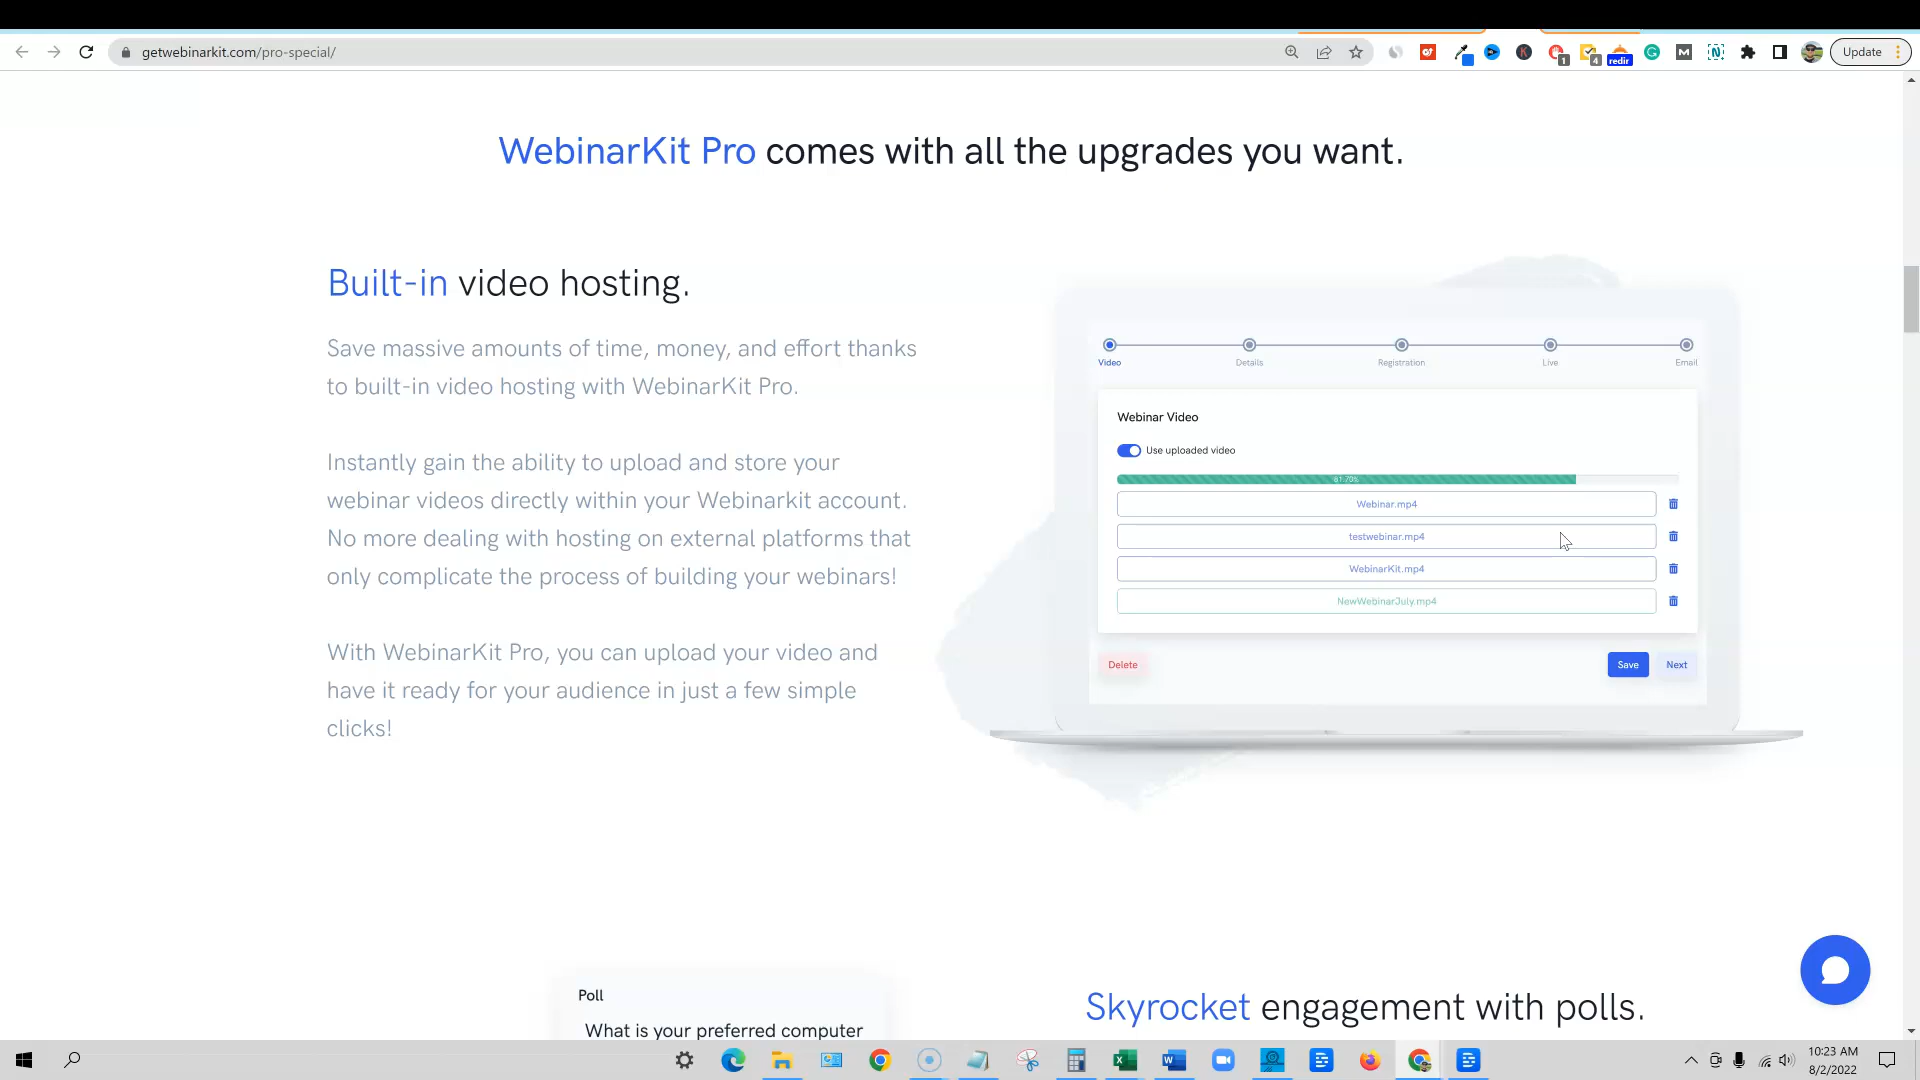 getwebinarkit.com/pro-special/
1
4
redir
Update
WebinarKit Pro comes with all the upgrades you want.
Built-in video hosting.
Save massive amounts of time, money, and effort thanks
to built-in video hosting with WebinarKit Pro.
Instantly gain the ability to upload and store your
webinar videos directly within your Webinarkit account.
No more dealing with hosting on external platforms that
only complicate the process of building your webinars!
With WebinarKit Pro, you can upload your video and
have it ready for your audience in just a few simple
clicks!
Video
Details
Registration
Live
Email
Webinar Video
Use uploaded video
81.70%
Webinar.mp4
testwebinar.mp4
WebinarKit.mp4
NewWebinarJuly.mp4
Delete
Save
Next
Poll
What is your preferred computer
Skyrocket engagement with polls.
10:23 AM
8/2/2022